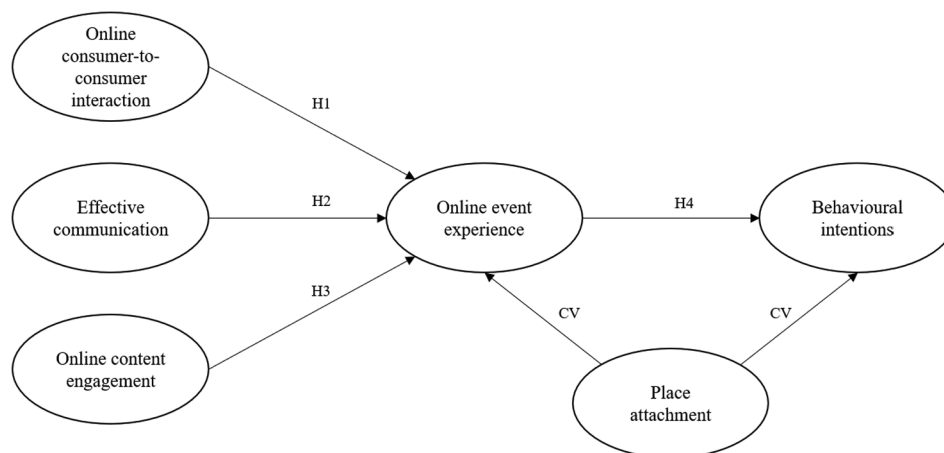 Online
consumer-to-
consumer
interaction
H1
Effective
communication
H2
Online event
experience
H4
Behavioural
intentions
H3
Online content
engagement
CV
CV
Place
attachment